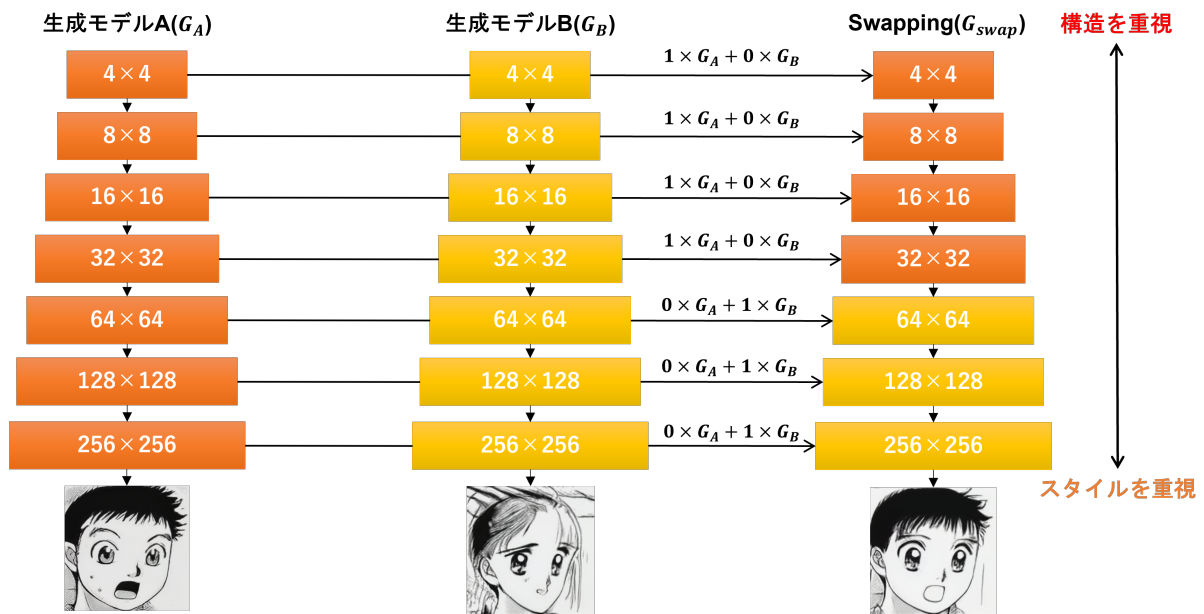 生成モデルA(G_A) 生成モデルB(G_B) Swapping(G_swap) 構造を重視
4×4 4×4 1×G_A+0×G_B 4×4
8×8 8×8 1×G_A+0×G_B 8×8
16×16 16×16 1×G_A+0×G_B 16×16
32×32 32×32 1×G_A+0×G_B 32×32
64×64 64×64 0×G_A+1×G_B 64×64
128×128 128×128 0×G_A+1×G_B 128×128
256×256 256×256 0×G_A+1×G_B 256×256
スタイルを重視